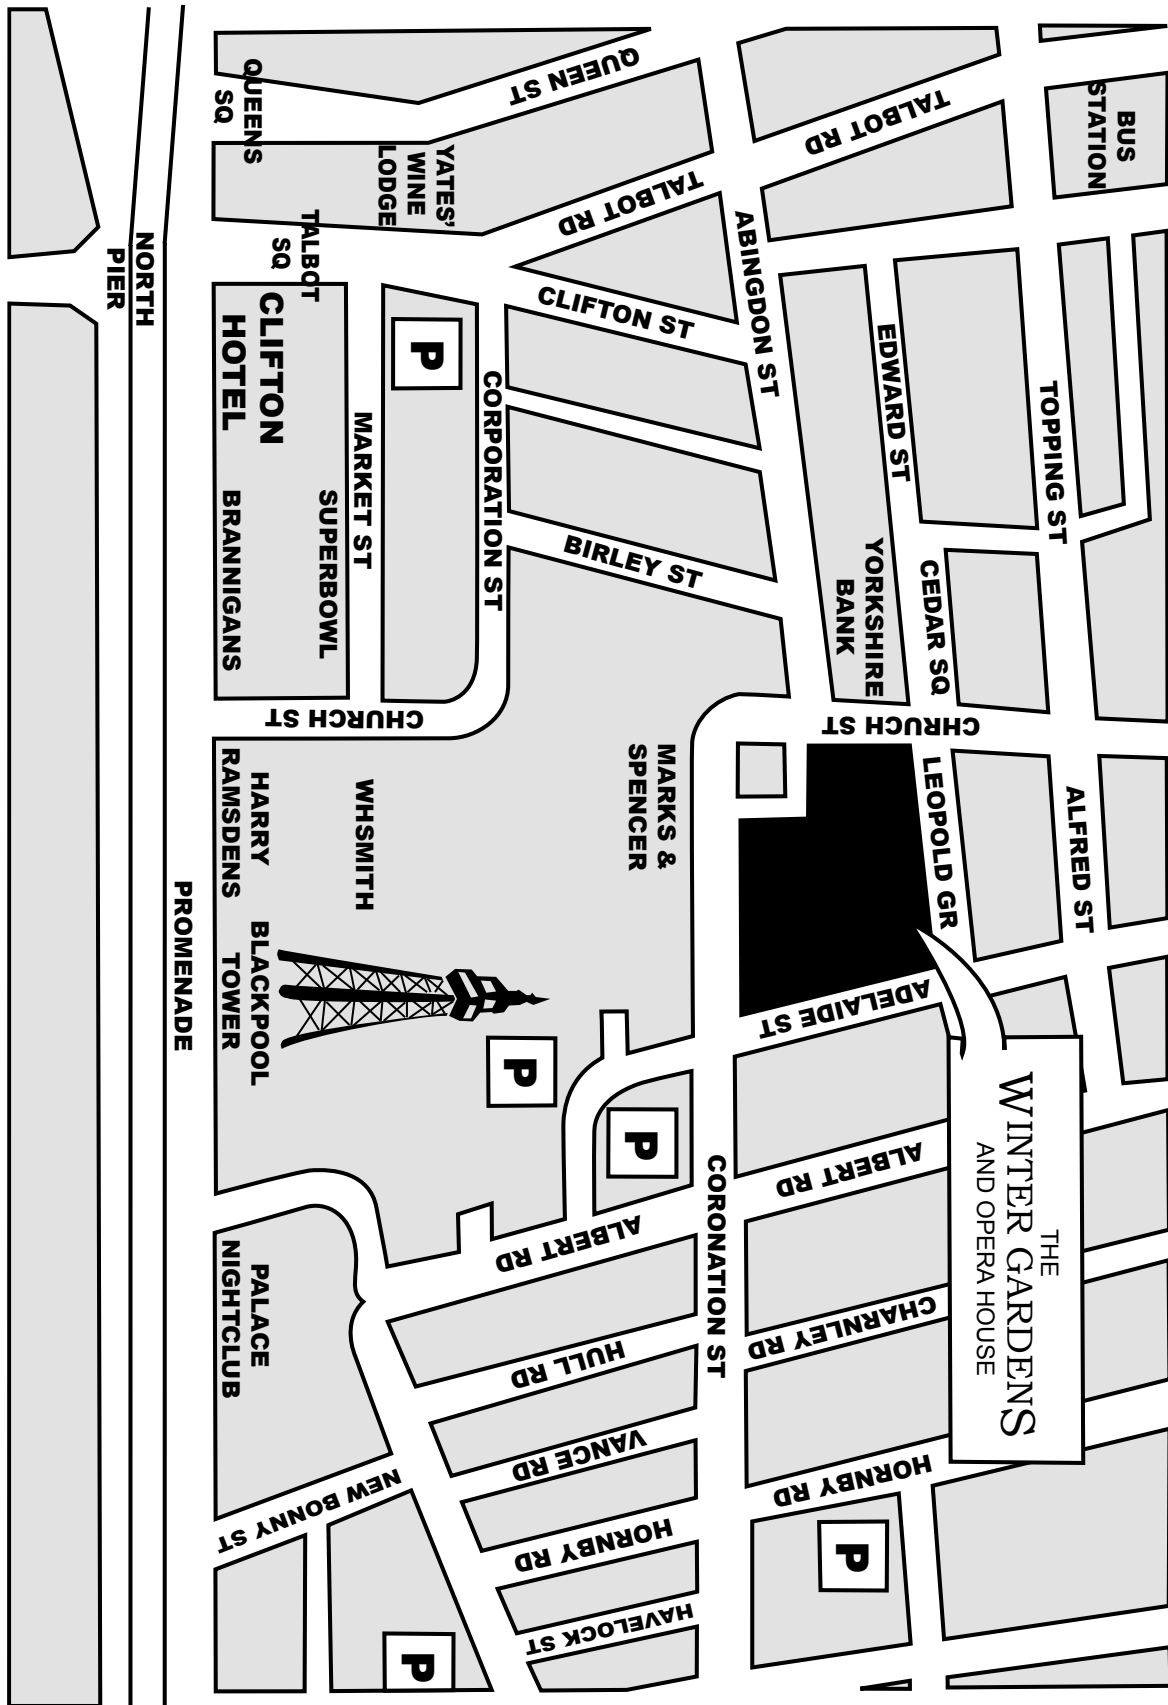 QUEENS
SQ
QUEEN ST
YATES'
WINE
LODGE
TALBOT RD
TALBOT RD
BUS
STATION
NORTH
PIER
TALBOT
SQ
CLIFTON
HOTEL
P
MARKET ST
CORPORATION ST
CLIFTON ST
ABINGDON ST
EDWARD ST
TOPPING ST
SUPERBOWL
BRANNIGANS
BIRLEY ST
YORKSHIRE
BANK
CEDAR SQ
CHURCH ST
CHRUCH ST
HARRY
RAMSDENS
WHSMITH
MARKS &
SPENCER
LEOPOLD GR
ALFRED ST
PROMENADE
BLACKPOOL
TOWER
P
P
ADELAIDE ST
THE
WINTER GARDENS
AND OPERA HOUSE
ALBERT RD
ALBERT RD
CORONATION ST
PALACE
NIGHTCLUB
HULL RD
CHARNLEY RD
VANCE RD
NEW BONNY ST
HORNBY RD
HORNBY RD
P
HAVELOCK ST
P